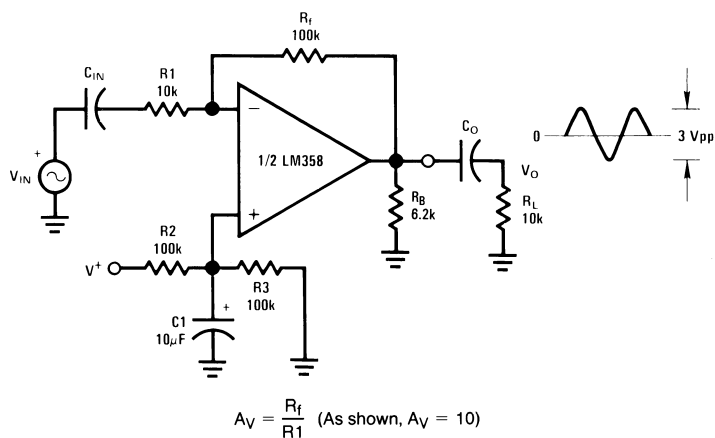 Rf
100k
CIN
R1
10k
−
1/2 LM358
+
+
VIN
CO
0
3 Vpp
VO
RB
6.2k
RL
10k
R2
100k
V+
R3
100k
+
C1
10µF
AV = Rf/R1 (As shown, AV = 10)